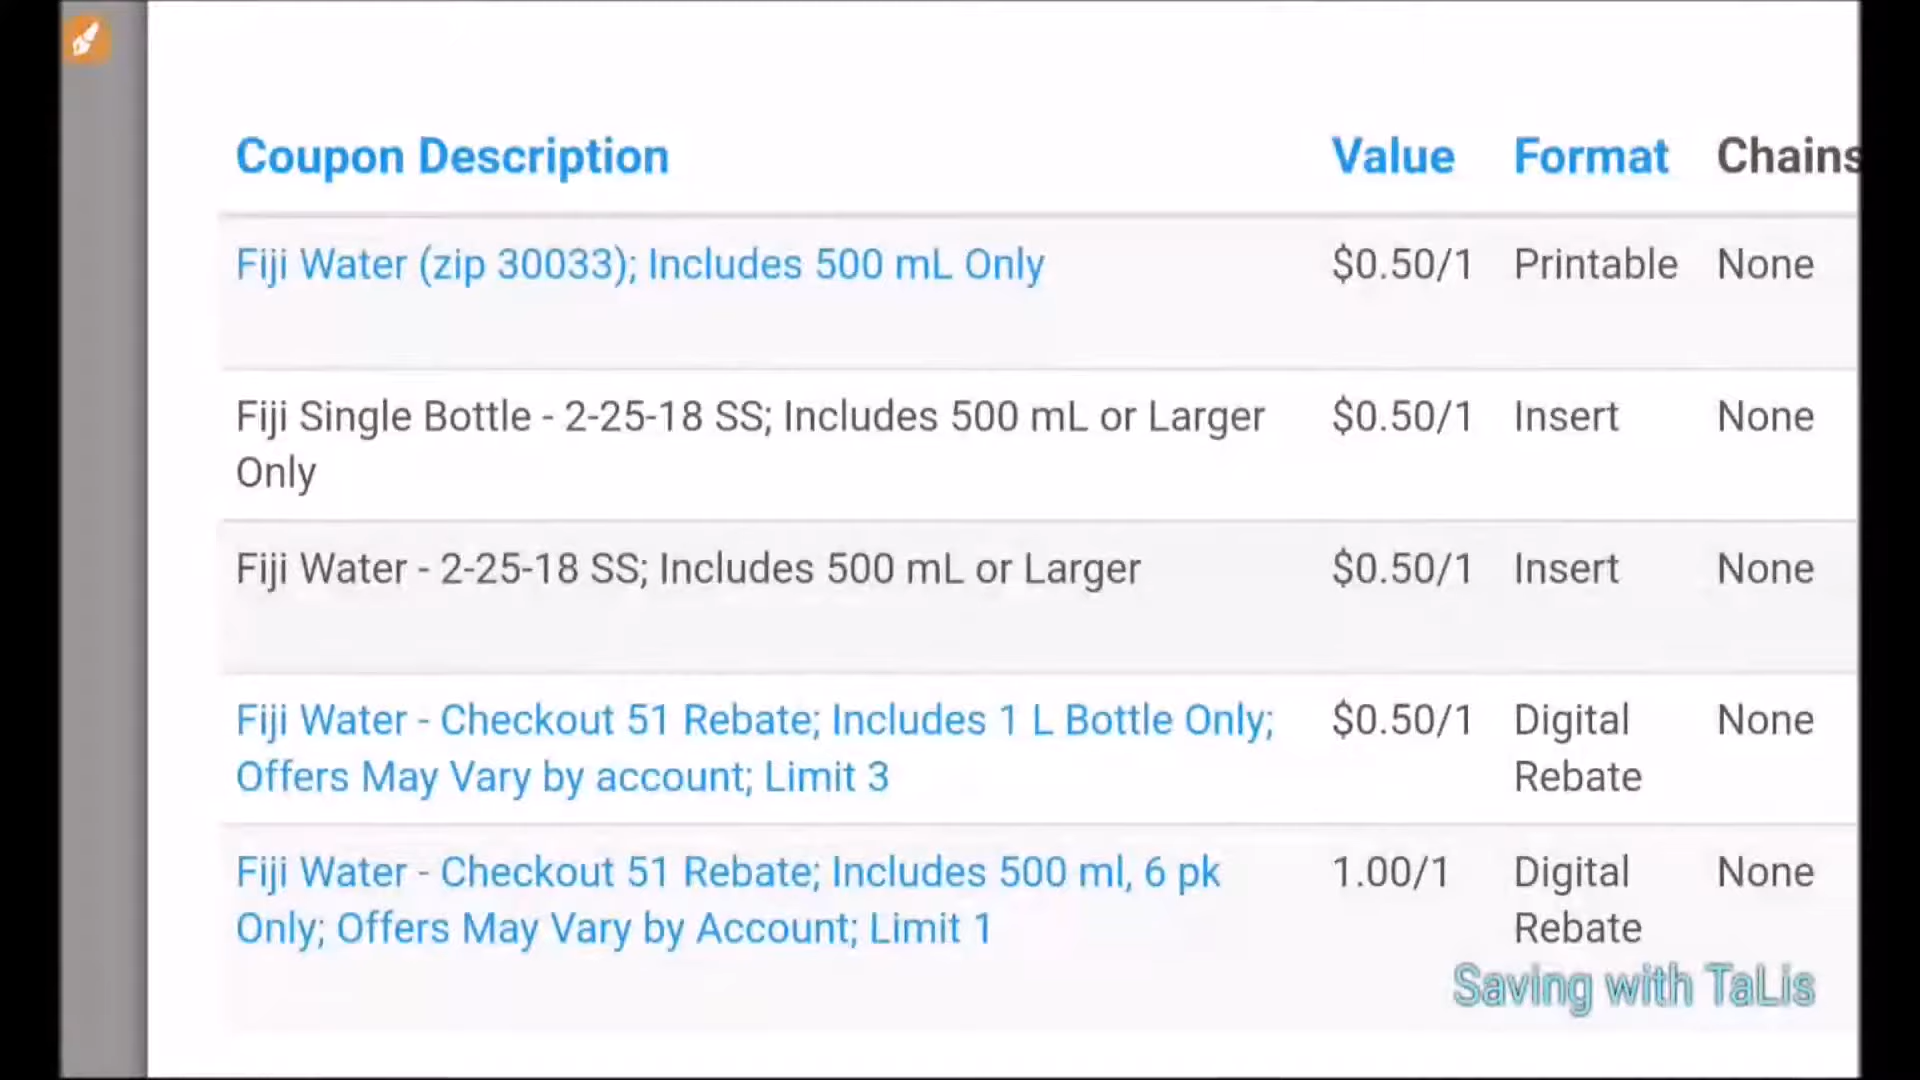 Coupon Description Value Format Chains
Fiji Water (zip 30033); Includes 500 mL Only $0.50/1 Printable None
Fiji Single Bottle - 2-25-18 SS; Includes 500 mL or Larger $0.50/1 Insert None
Only
Fiji Water - 2-25-18 SS; Includes 500 mL or Larger $0.50/1 Insert None
Fiji Water - Checkout 51 Rebate; Includes 1 L Bottle Only; $0.50/1 Digital None
Offers May Vary by account; Limit 3 Rebate
Fiji Water - Checkout 51 Rebate; Includes 500 ml, 6 pk 1.00/1 Digital None
Only; Offers May Vary by Account; Limit 1 Rebate
Saving with TaLis